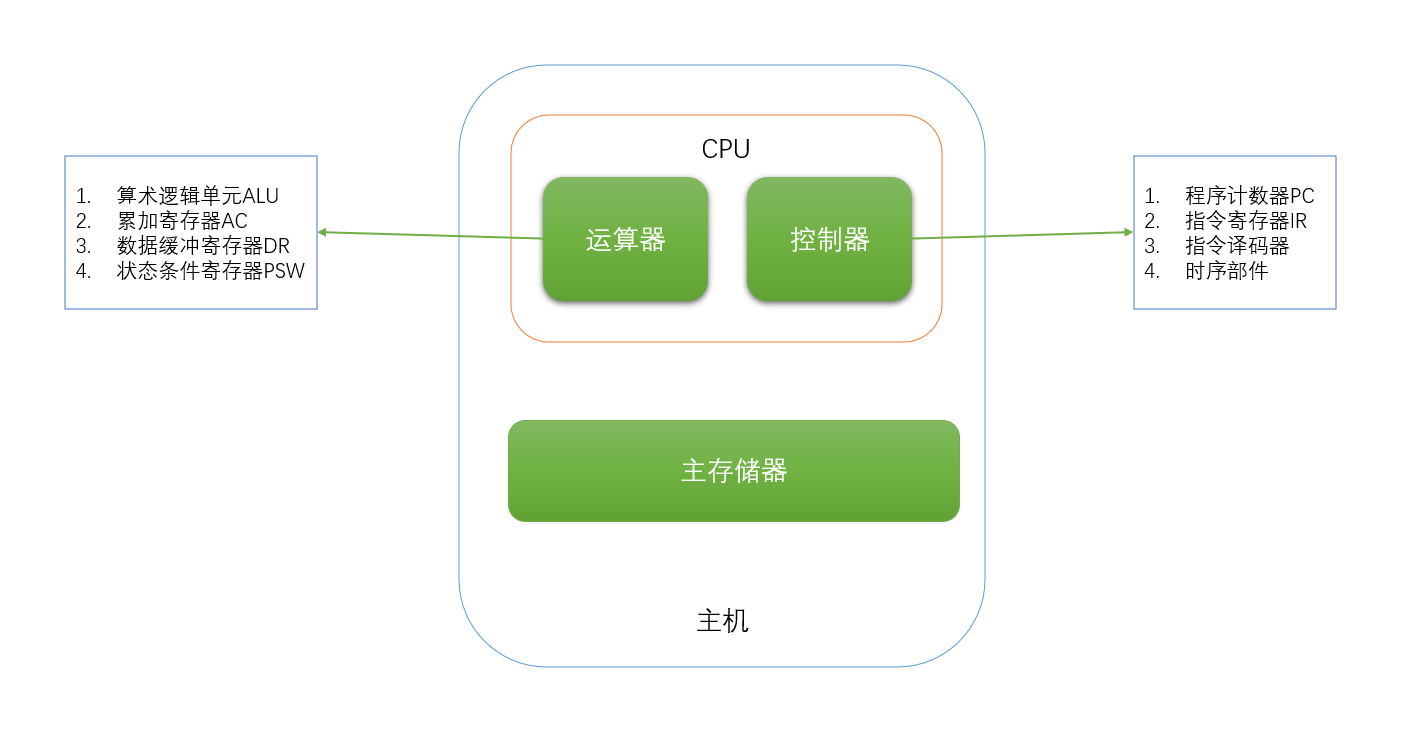 CPU
1. 算术逻辑单元ALU
2. 累加寄存器AC
3. 数据缓冲寄存器DR
4. 状态条件寄存器PSW
运算器
控制器
1. 程序计数器PC
2. 指令寄存器IR
3. 指令译码器
4. 时序部件
主存储器
主机